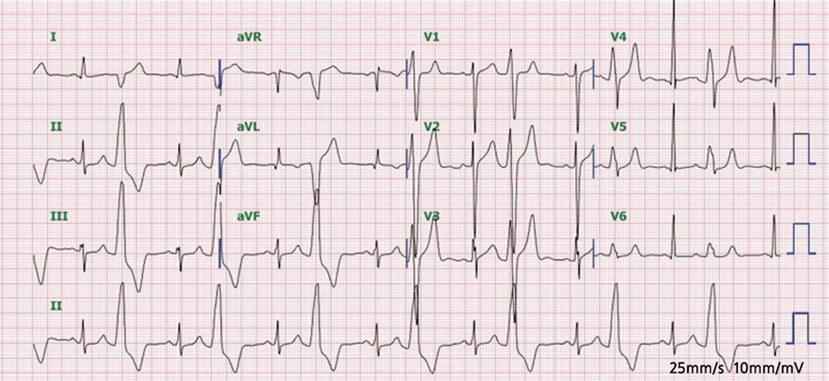 I aVR V1 V4
II aVL V2 V5
III aVF V3 V6
II
25mm/s 10mm/mV